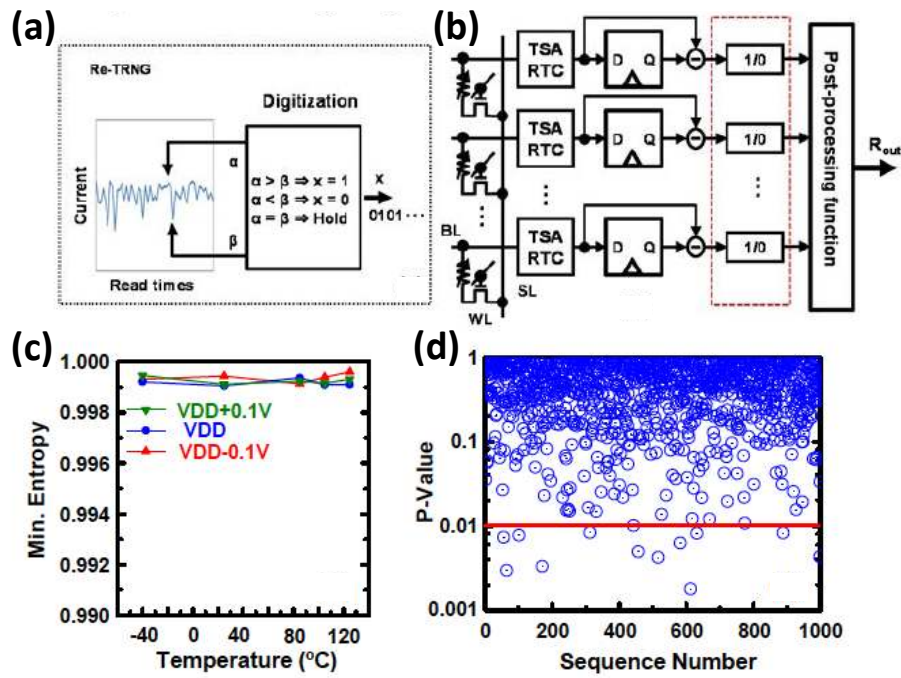 (a)
Re-TRNG
Digitization
Current
Read times
α
β
α > β ⇒ x = 1
α < β ⇒ x = 0
α = β ⇒ Hold
x
0101 ···
(b)
TSA
RTC
D Q
1/0
TSA
RTC
D Q
1/0
TSA
RTC
D Q
1/0
BL
WL
SL
Post-processing function
Rout
(c)
Min. Entropy
1.000
0.998
0.996
0.994
0.992
0.990
VDD+0.1V
VDD
VDD-0.1V
-40 0 40 80 120
Temperature (ºC)
(d)
P-Value
1
0.1
0.01
0.001
0 200 400 600 800 1000
Sequence Number